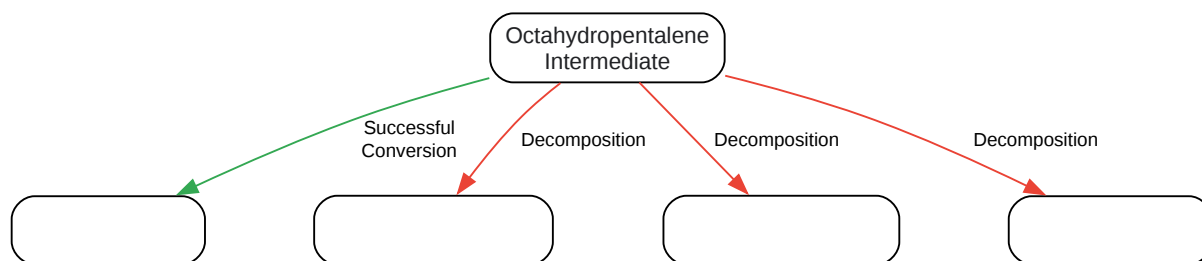 Octahydropentalene
Intermediate
Successful
Conversion
Decomposition
Decomposition
Decomposition